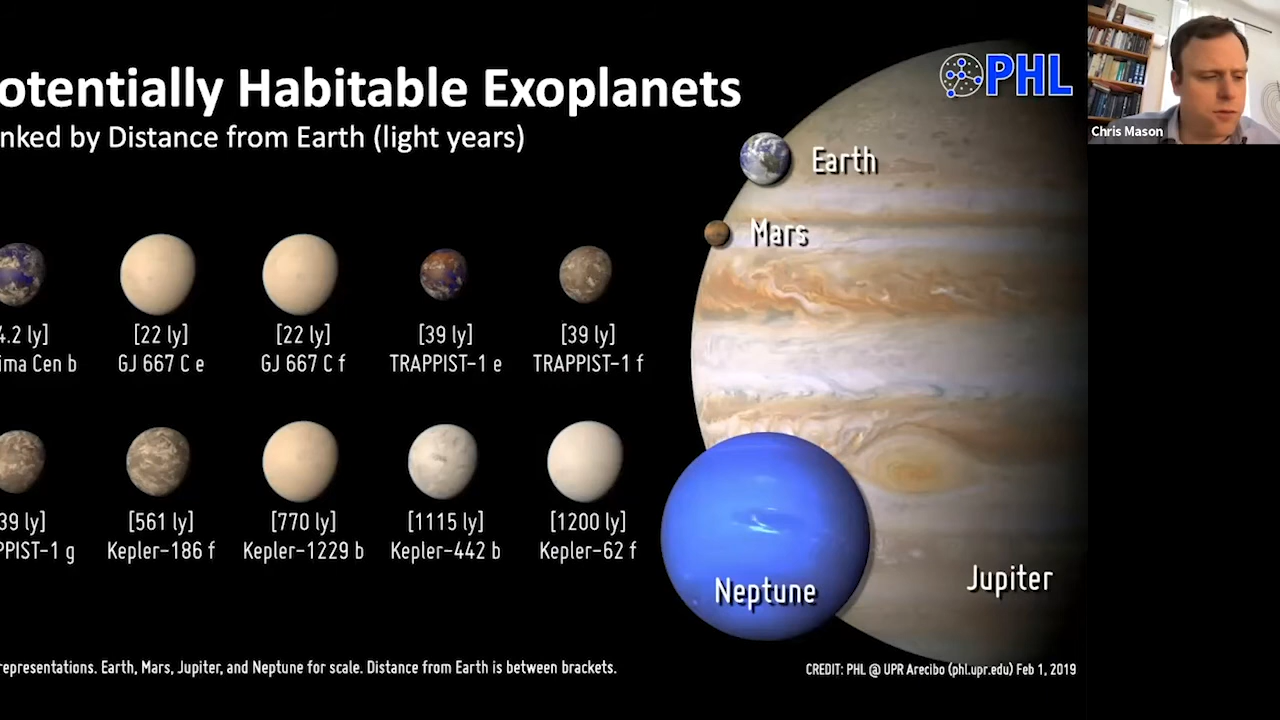 otentially Habitable Exoplanets
nked by Distance from Earth (light years)
PHL
Chris Mason
Earth
Mars
4.2 ly]
[22 ly]
[22 ly]
[39 ly]
[39 ly]
ima Cen b
GJ 667 C e
GJ 667 C f
TRAPPIST-1 e
TRAPPIST-1 f
39 ly]
[561 ly]
[770 ly]
[1115 ly]
[1200 ly]
PPIST-1 g
Kepler-186 f
Kepler-1229 b
Kepler-442 b
Kepler-62 f
Neptune
Jupiter
representations. Earth, Mars, Jupiter, and Neptune for scale. Distance from Earth is between brackets.
CREDIT: PHL @ UPR Arecibo (phl.upr.edu) Feb 1, 2019